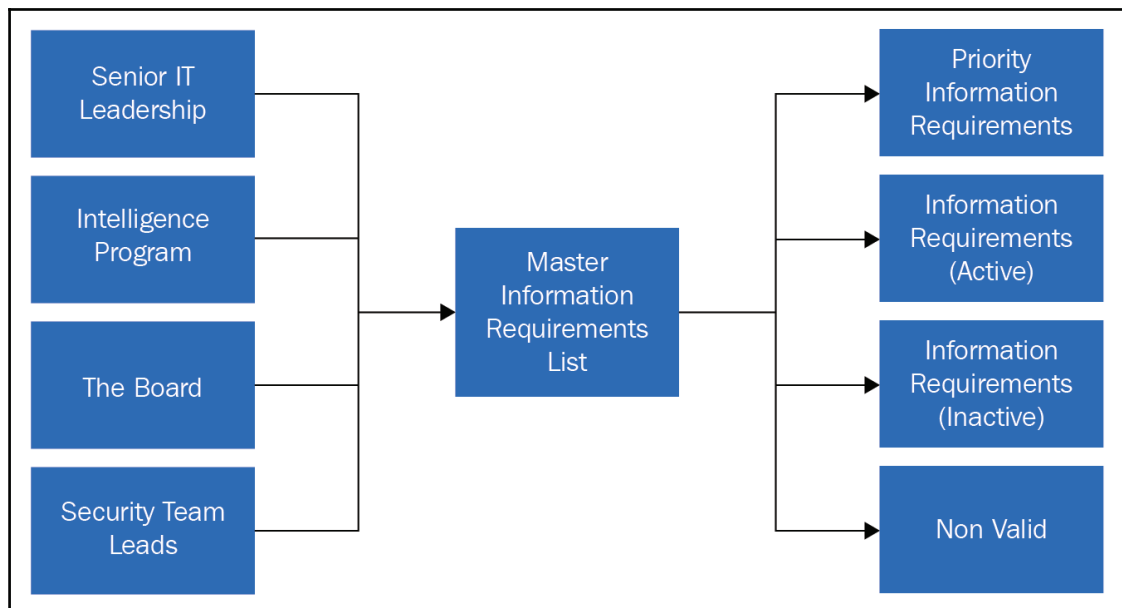 Senior IT
Leadership
Intelligence
Program
The Board
Security Team
Leads
Master
Information
Requirements
List
Priority
Information
Requirements
Information
Requirements
(Active)
Information
Requirements
(Inactive)
Non Valid